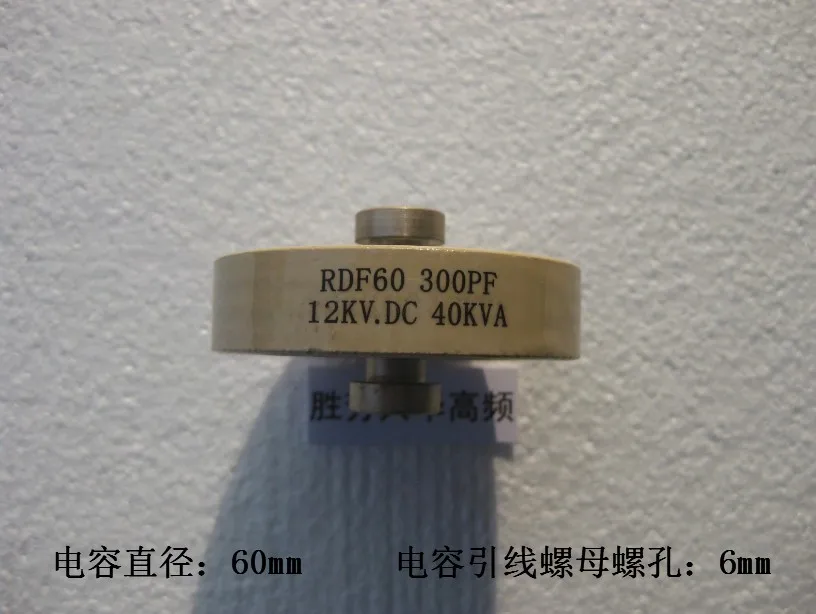 RDF60 300PF
12KV.DC 40KVA
胜 高频
电容直径：60mm 电容引线螺母螺孔：6mm